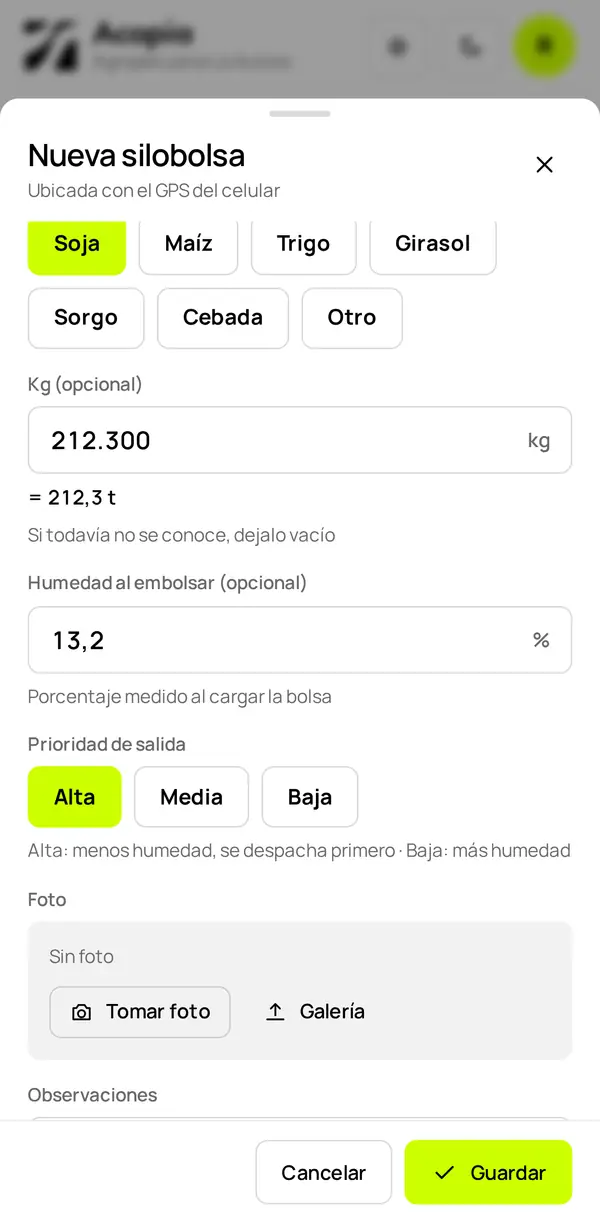 Acopio
Nueva silobolsa
Ubicada con el GPS del celular
Soja Maíz Trigo Girasol
Sorgo Cebada Otro
Kg (opcional)
212.300 kg
= 212,3 t
Si todavía no se conoce, dejalo vacío
Humedad al embolsar (opcional)
13,2 %
Porcentaje medido al cargar la bolsa
Prioridad de salida
Alta Media Baja
Alta: menos humedad, se despacha primero · Baja: más humedad
Foto
Sin foto
Tomar foto Galería
Observaciones
Cancelar Guardar